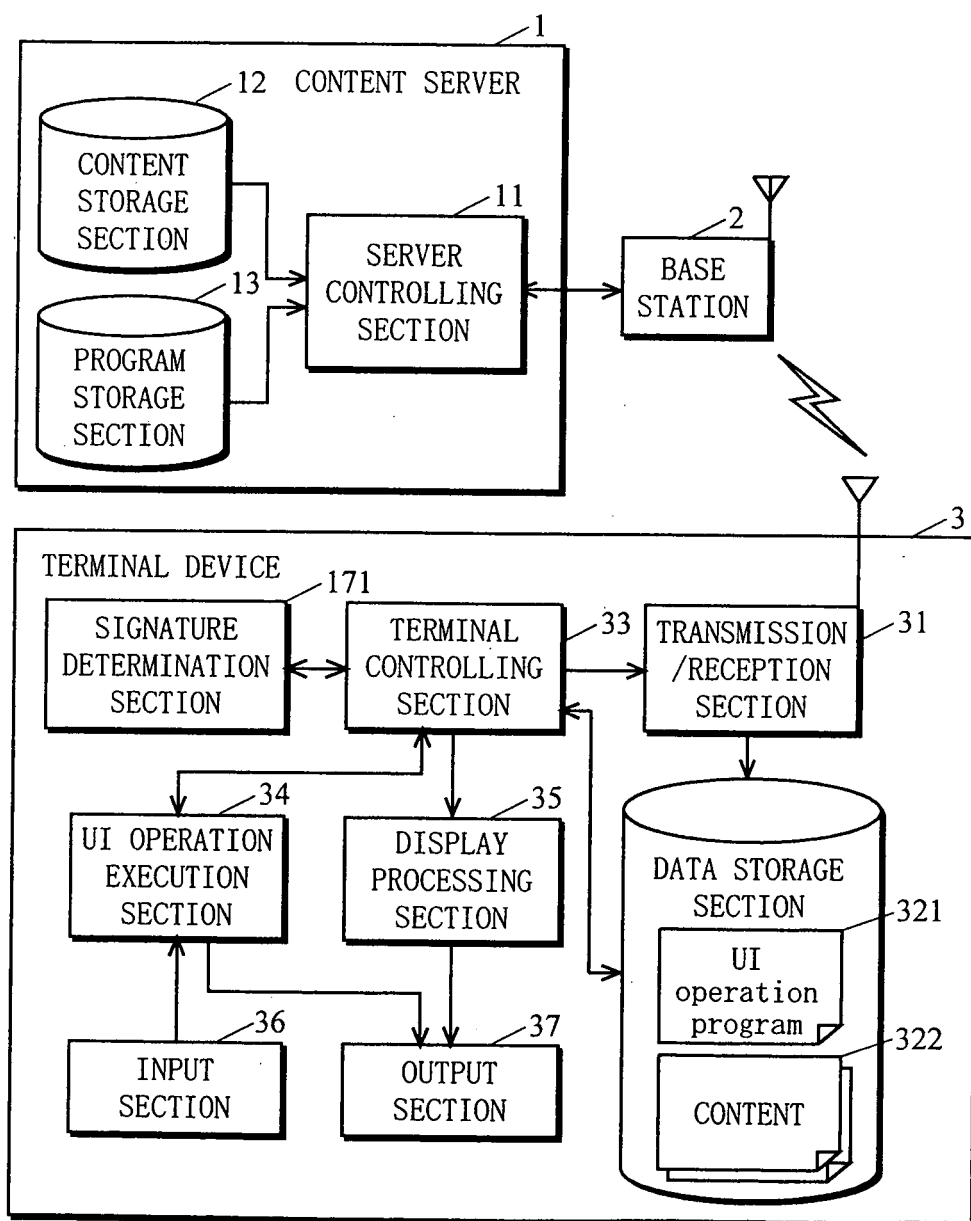 1
12
CONTENT SERVER
CONTENT
STORAGE
SECTION
11
SERVER
CONTROLLING
SECTION
2
BASE
STATION
13
PROGRAM
STORAGE
SECTION
3
TERMINAL DEVICE
171
SIGNATURE
DETERMINATION
SECTION
TERMINAL
CONTROLLING
SECTION
33
TRANSMISSION
/RECEPTION
SECTION
31
34
UI OPERATION
EXECUTION
SECTION
35
DISPLAY
PROCESSING
SECTION
DATA STORAGE
SECTION
321
UI
operation
program
36
INPUT
SECTION
37
OUTPUT
SECTION
322
CONTENT